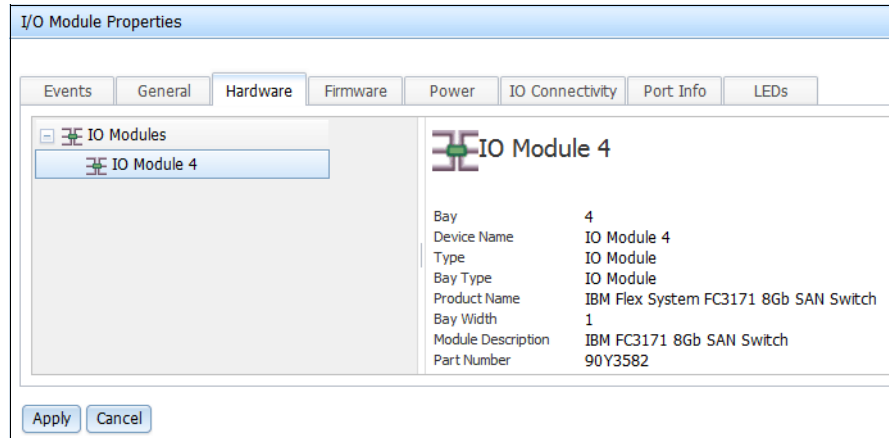 I/O Module Properties
Events General Hardware Firmware Power IO Connectivity Port Info LEDs
IO Modules
IO Module 4
IO Module 4
Bay 4
Device Name IO Module 4
Type IO Module
Bay Type IO Module
Product Name IBM Flex System FC3171 8Gb SAN Switch
Bay Width 1
Module Description IBM FC3171 8Gb SAN Switch
Part Number 90Y3582
Apply Cancel